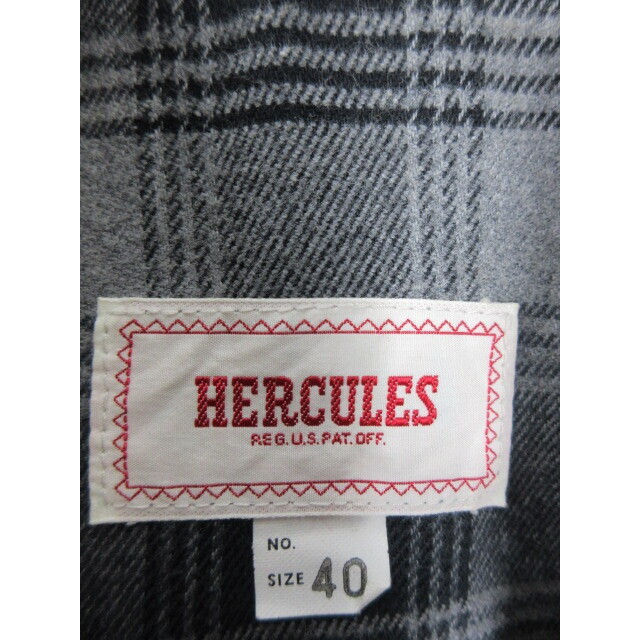 HERCULES
REG.U.S.PAT.OFF.
NO.
SIZE 40